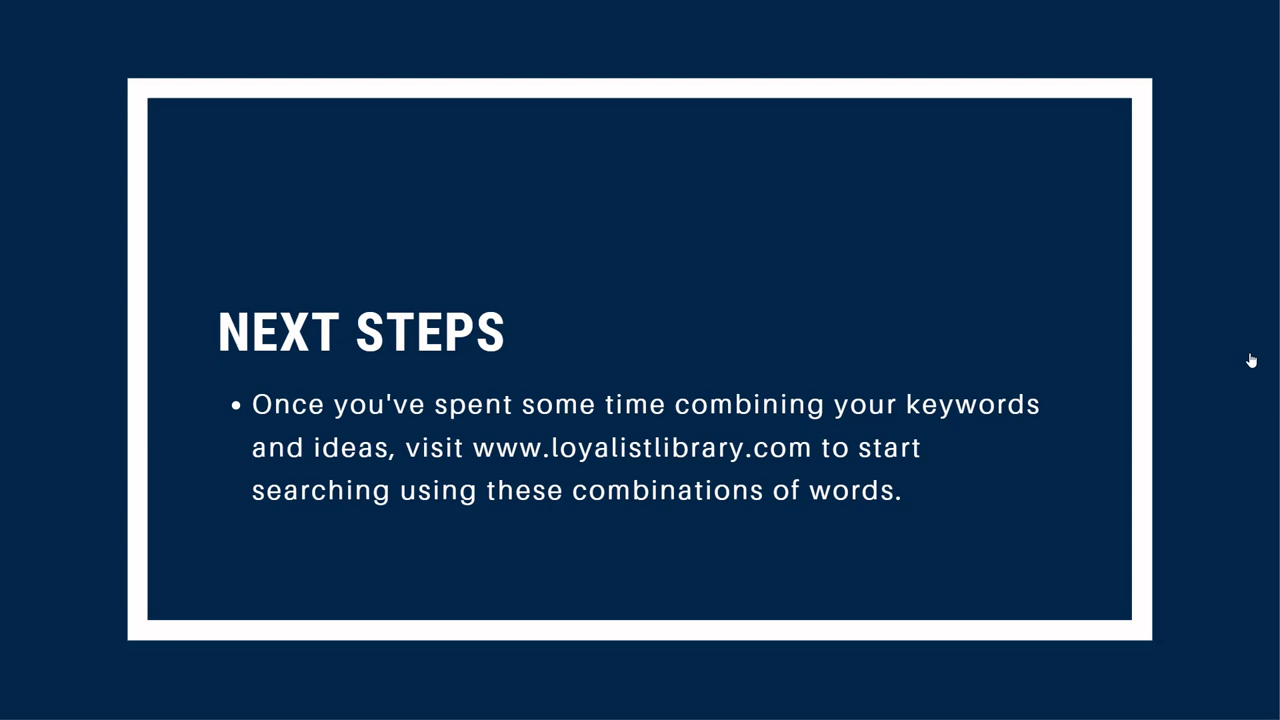 NEXT STEPS
• Once you've spent some time combining your keywords
and ideas, visit www.loyalistlibrary.com to start
searching using these combinations of words.